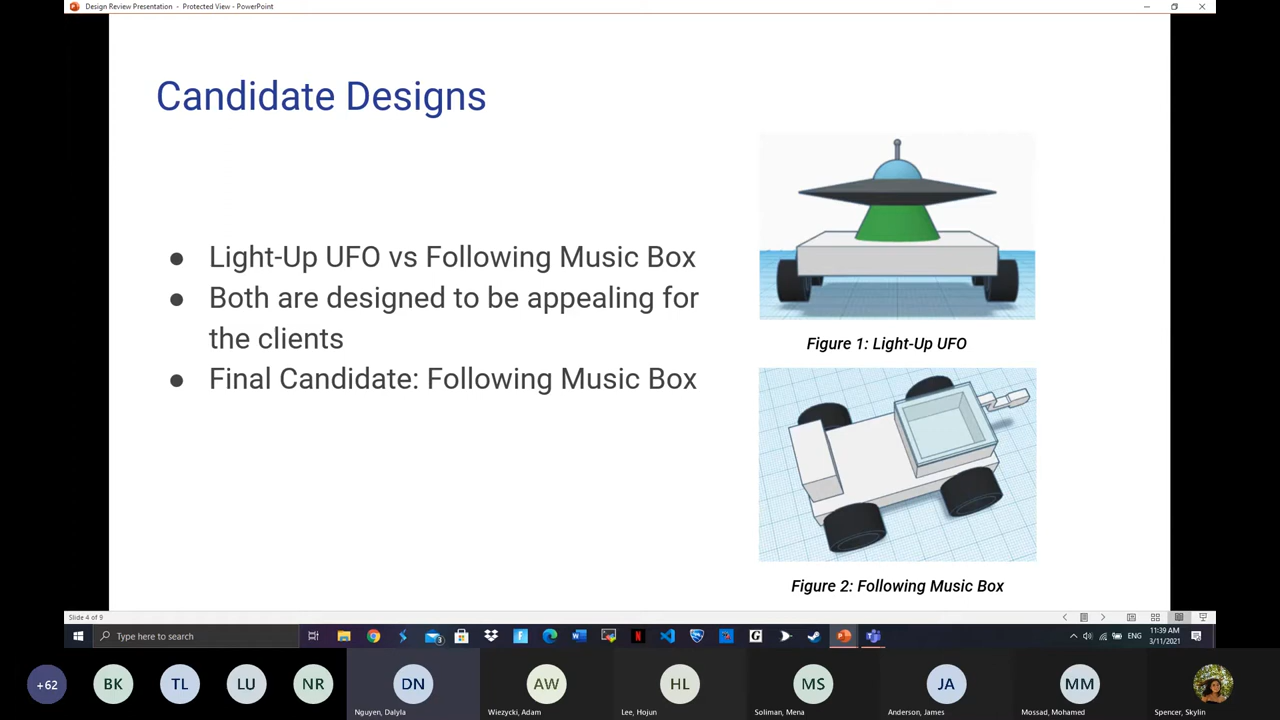 Design Review Presentation - Protected View - PowerPoint
Candidate Designs
● Light-Up UFO vs Following Music Box
● Both are designed to be appealing for
the clients
● Final Candidate: Following Music Box
Figure 1: Light-Up UFO
Figure 2: Following Music Box
Slide 4 of 9
Type here to search
3
N
G
ENG
11:39 AM
3/11/2021
+62
BK
TL
LU
NR
DN
AW
HL
MS
JA
MM
Nguyen, Dalyla
Wiezycki, Adam
Lee, Hojun
Soliman, Mena
Anderson, James
Mossad, Mohamed
Spencer, Skylin